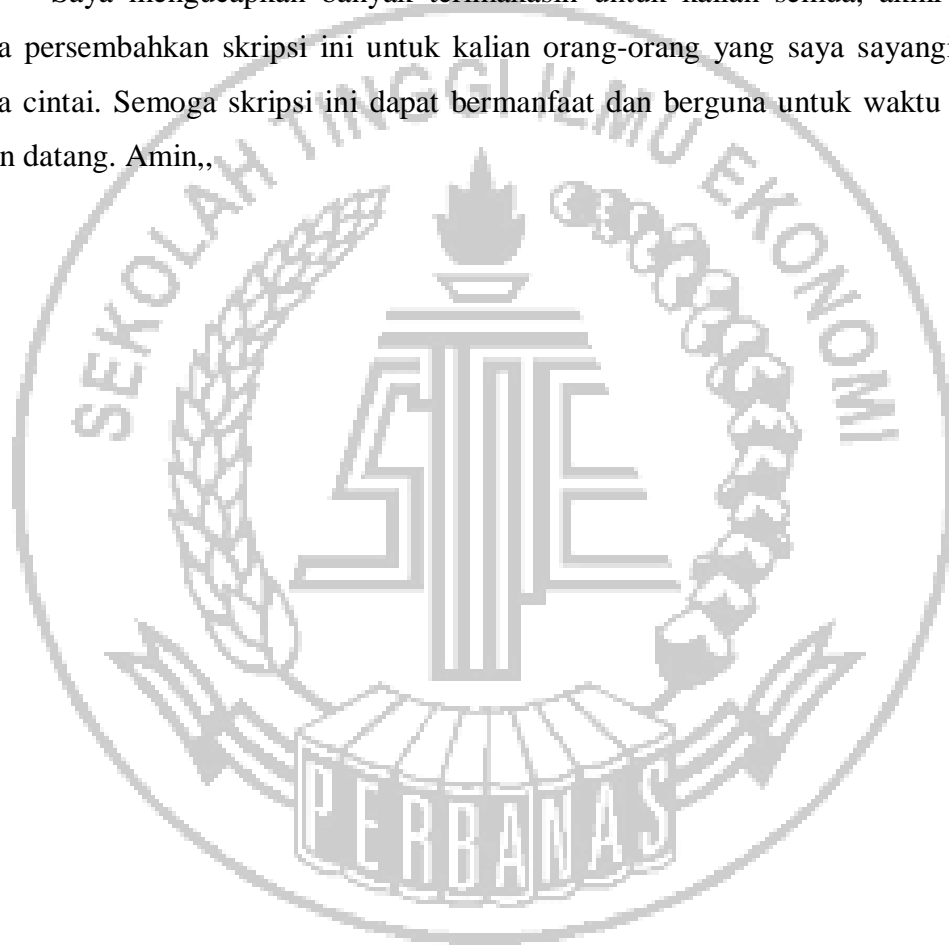 Saya mengucapkan banyak terimakasih untuk kalian semua, akhir
a persembahkan skripsi ini untuk kalian orang-orang yang saya sayangi
a cintai. Semoga skripsi ini dapat bermanfaat dan berguna untuk waktu
n datang. Amin,,
SEKOLAH TINGGI ILMU EKONOMI
STIE
PERBANAS